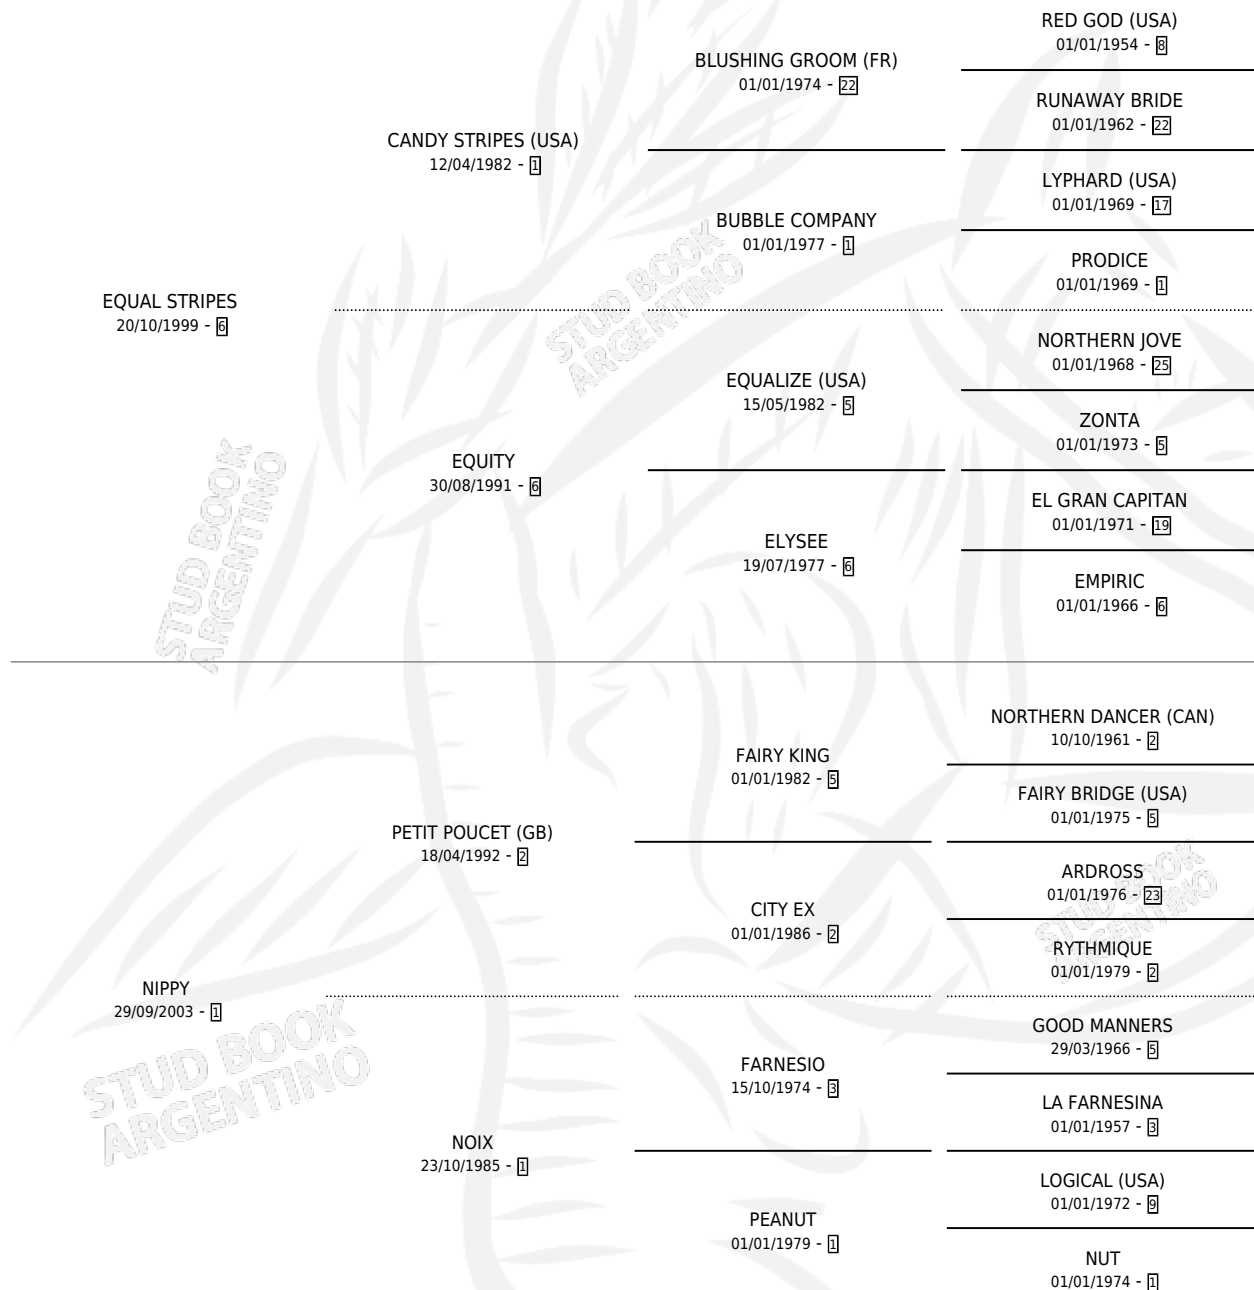 RED GOD (USA)
01/01/1954 - 8
BLUSHING GROOM (FR)
01/01/1974 - 22
RUNAWAY BRIDE
01/01/1962 - 22
CANDY STRIPES (USA)
12/04/1982 - 1
LYPHARD (USA)
01/01/1969 - 17
BUBBLE COMPANY
01/01/1977 - 1
PRODICE
01/01/1969 - 1
EQUAL STRIPES
20/10/1999 - 6
STUD BOOK
ARGENTINO
NORTHERN JOVE
01/01/1968 - 25
EQUALIZE (USA)
15/05/1982 - 5
ZONTA
01/01/1973 - 5
EQUITY
30/08/1991 - 6
EL GRAN CAPITAN
01/01/1971 - 19
ELYSEE
19/07/1977 - 6
EMPIRIC
01/01/1966 - 6
STUD BOOK
ARGENTINO
NORTHERN DANCER (CAN)
10/10/1961 - 2
FAIRY KING
01/01/1982 - 5
FAIRY BRIDGE (USA)
01/01/1975 - 5
PETIT POUCET (GB)
18/04/1992 - 2
ARDROSS
01/01/1976 - 23
STUD BOOK
ARGENTINO
CITY EX
01/01/1986 - 2
RYTHMIQUE
01/01/1979 - 2
NIPPY
29/09/2003 - 1
STUD BOOK
ARGENTINO
GOOD MANNERS
29/03/1966 - 5
FARNESIO
15/10/1974 - 3
LA FARNESINA
01/01/1957 - 3
NOIX
23/10/1985 - 1
LOGICAL (USA)
01/01/1972 - 9
PEANUT
01/01/1979 - 1
NUT
01/01/1974 - 1